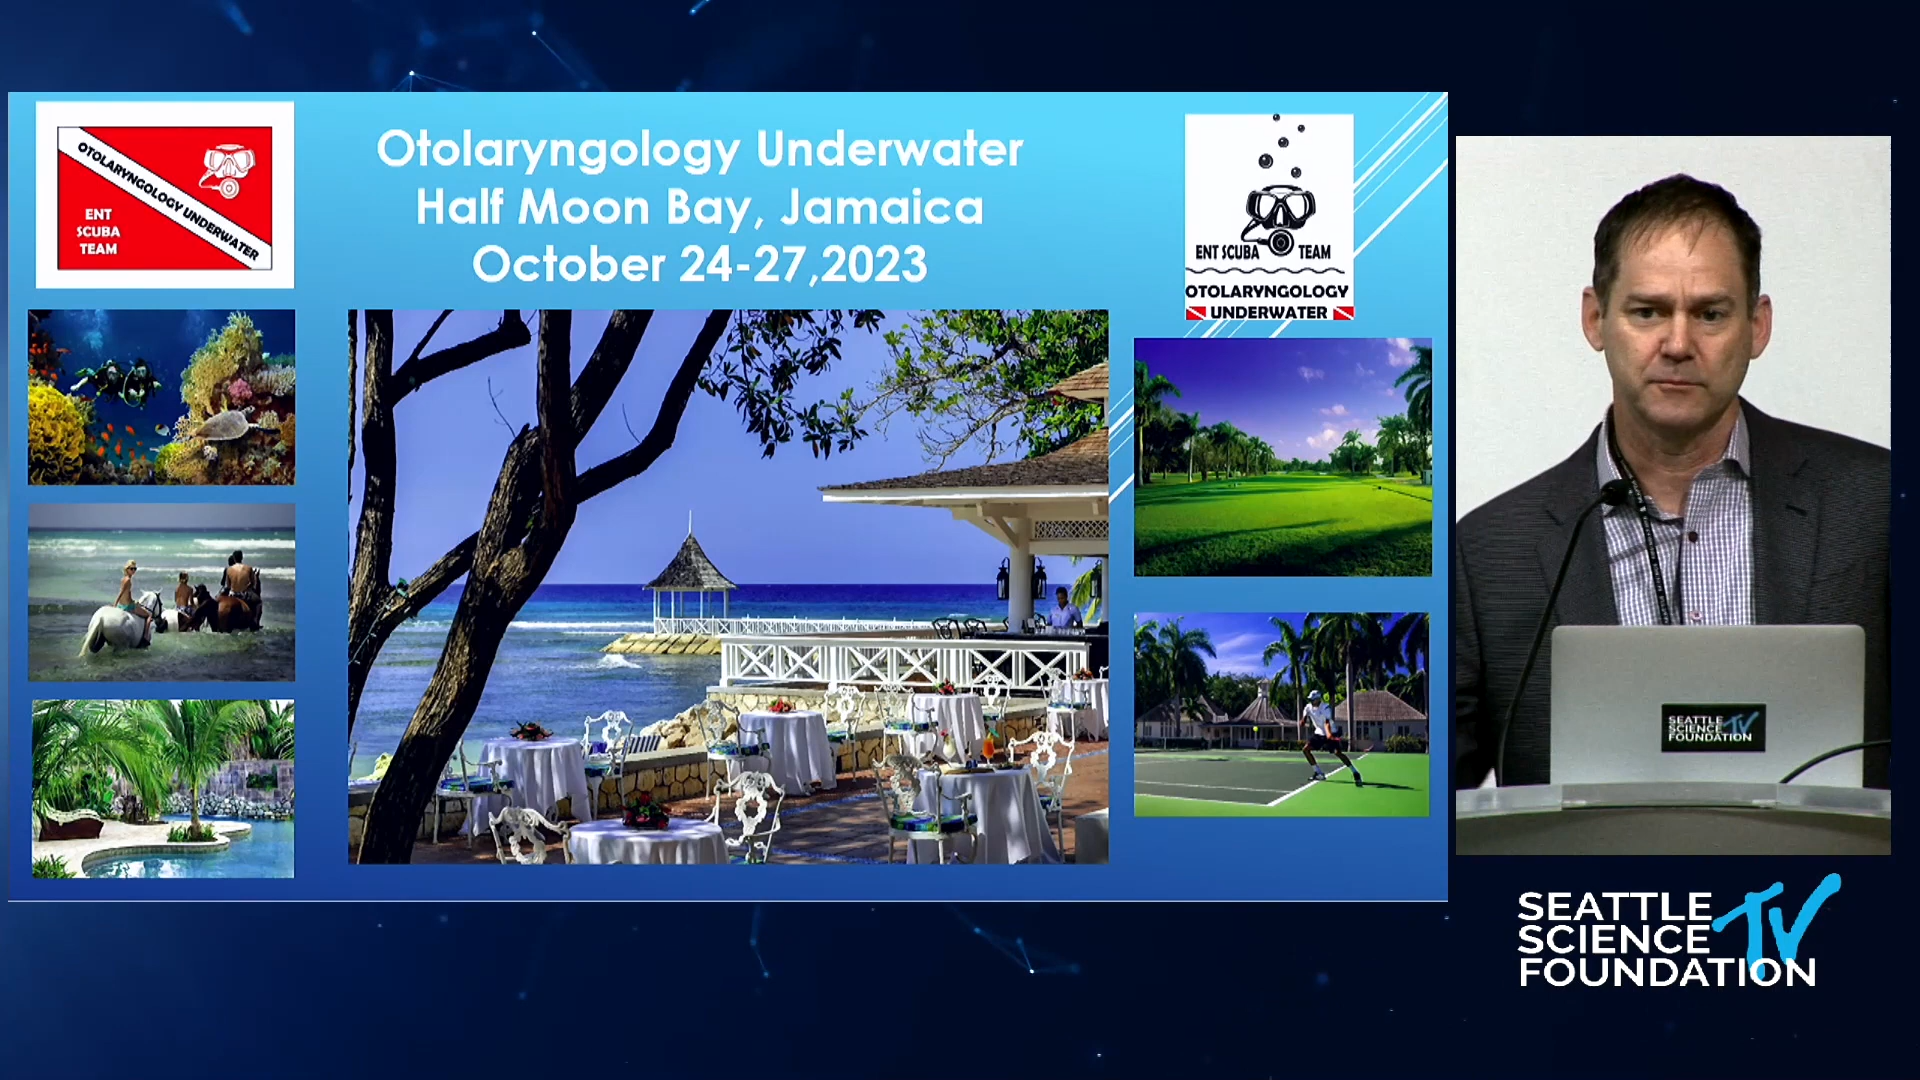 OTOLARYNGOLOGY UNDERWATER
ENT
SCUBA
TEAM
Otolaryngology Underwater
Half Moon Bay, Jamaica
October 24-27,2023
ENT SCUBA TEAM
OTOLARYNGOLOGY
UNDERWATER
SEATTLE
SCIENCE TV
FOUNDATION
SEATTLE
SCIENCE TV
FOUNDATION